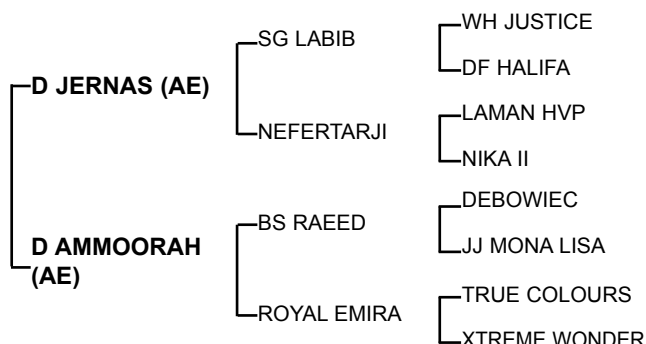 WH JUSTICE
SG LABIB
D JERNAS (AE)
DF HALIFA
LAMAN HVP
NEFERTARJI
NIKA II
DEBOWIEC
BS RAEED
D AMMOORAH
(AE)
JJ MONA LISA
TRUE COLOURS
ROYAL EMIRA
XTREME WONDER